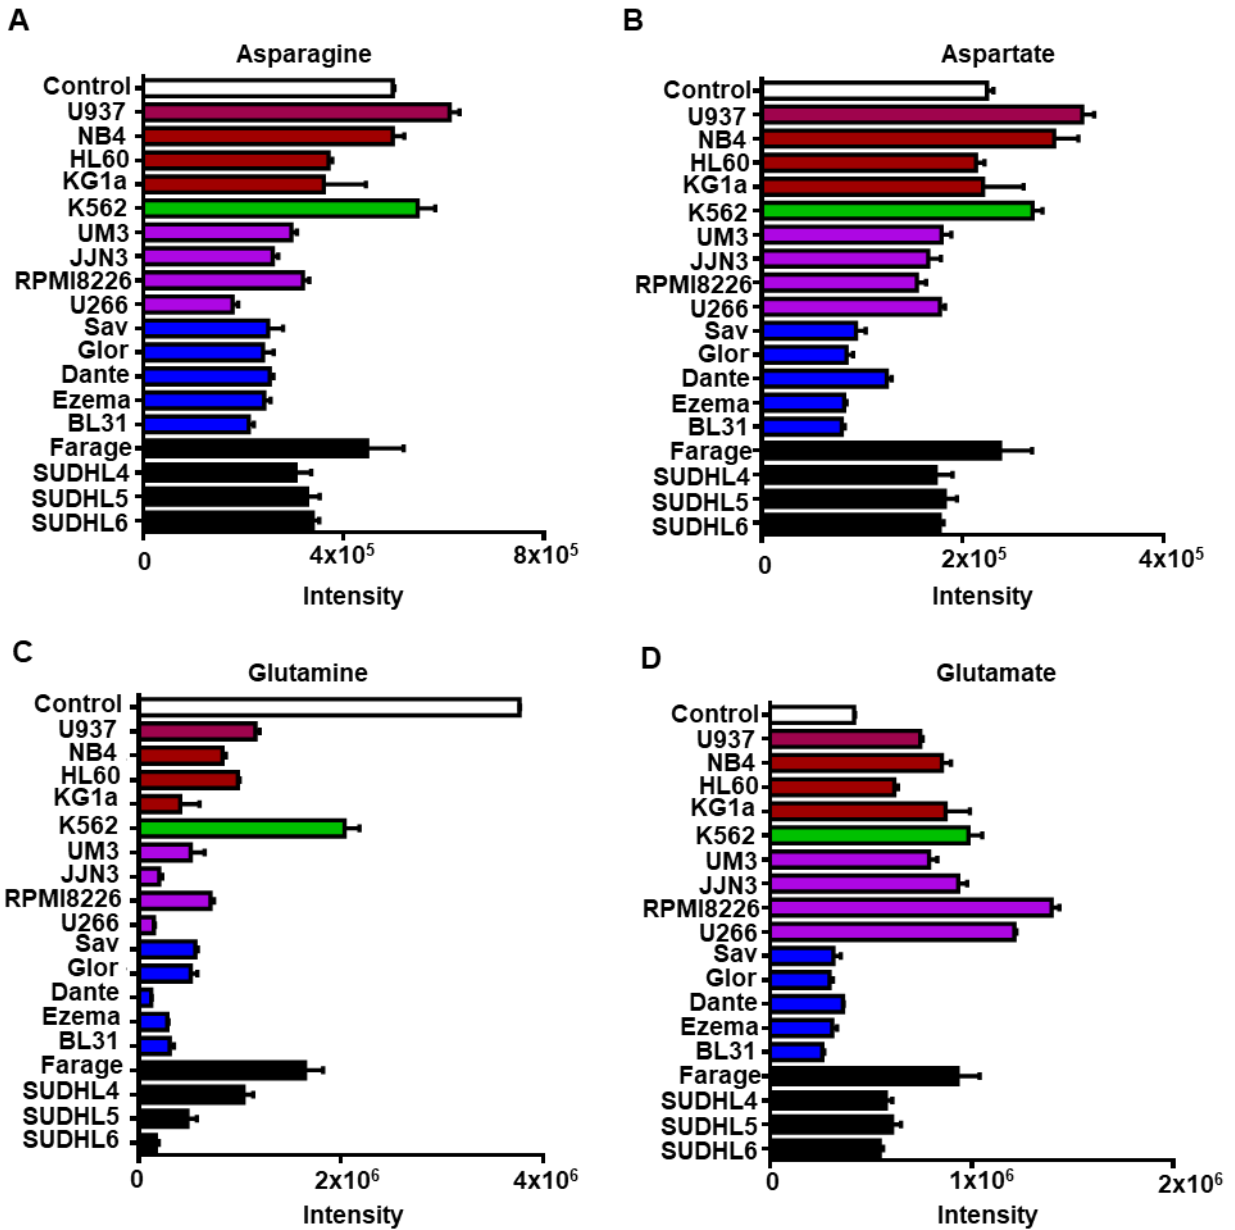 A
Asparagine
Control
U937
NB4
HL60
KG1a
K562
UM3
JJN3
RPMI8226
U266
Sav
Glor
Dante
Ezema
BL31
Farage
SUDHL4
SUDHL5
SUDHL6
0 4x10⁵ 8x10⁵
Intensity
B
Aspartate
Control
U937
NB4
HL60
KG1a
K562
UM3
JJN3
RPMI8226
U266
Sav
Glor
Dante
Ezema
BL31
Farage
SUDHL4
SUDHL5
SUDHL6
0 2x10⁵ 4x10⁵
Intensity
C
Glutamine
Control
U937
NB4
HL60
KG1a
K562
UM3
JJN3
RPMI8226
U266
Sav
Glor
Dante
Ezema
BL31
Farage
SUDHL4
SUDHL5
SUDHL6
0 2x10⁶ 4x10⁶
Intensity
D
Glutamate
Control
U937
NB4
HL60
KG1a
K562
UM3
JJN3
RPMI8226
U266
Sav
Glor
Dante
Ezema
BL31
Farage
SUDHL4
SUDHL5
SUDHL6
0 1x10⁶ 2x10⁶
Intensity